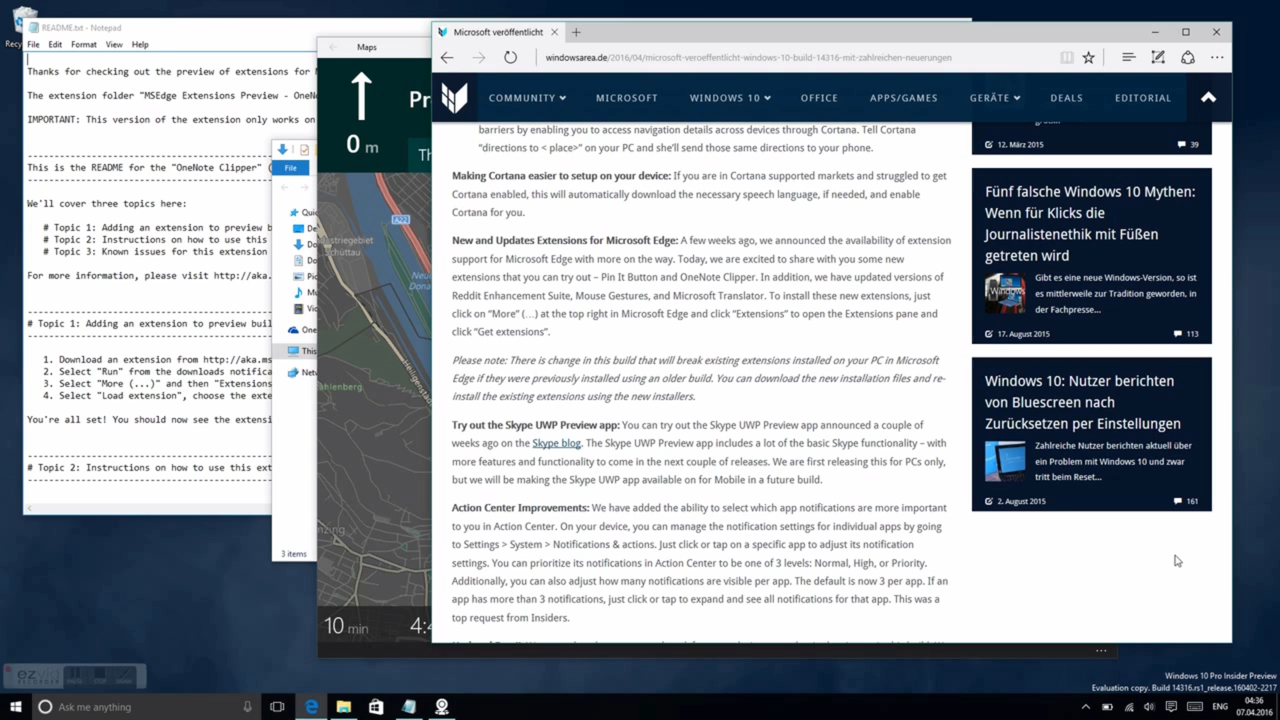 README.txt - Notepad
File Edit Format View Help
Thanks for checking out the preview of extensions for
The extension folder "MSEdge Extensions Preview -
IMPORTANT: This version of the extension only works on
This is the README for the "OneNote Clipper" (
We'll cover three topics here:
# Topic 1: Adding an extension to preview
# Topic 2: Instructions on how to use this
# Topic 3: Known issues for this extension
For more information, please visit http://aka.
# Topic 1: Adding an extension to preview
1. Download an extension from http://aka.ms
2. Select "Run" from the downloads
3. Select "More (...)" and then "Extensions
4. Select "Load extension", choose the
You're all set! You should now see the
# Topic 2: Instructions on how to use this
File
3 items
Maps
0 m
A22
10 min
Microsoft veröffentlicht
windowsarea.de/2016/04/microsoft-veroeffentlicht-windows-10-build-14316-mit-zahlreichen-neuerungen
COMMUNITY MICROSOFT WINDOWS 10 OFFICE APPS/GAMES GERÄTE DEALS EDITORIAL
barriers by enabling you to access navigation details across devices through Cortana. Tell Cortana
“directions to < place>” on your PC and she’ll send those same directions to your phone.
Making Cortana easier to setup on your device: If you are in Cortana supported markets and struggled to get
Cortana enabled, this will automatically download the necessary speech language, if needed, and enable
Cortana for you.
New and Updates Extensions for Microsoft Edge: A few weeks ago, we announced the availability of extension
support for Microsoft Edge with more on the way. Today, we are excited to share with you some new
extensions that you can try out – Pin It Button and OneNote Clipper. In addition, we have updated versions of
Reddit Enhancement Suite, Mouse Gestures, and Microsoft Translator. To install these new extensions, just
click on “More” (…) at the top right in Microsoft Edge and click “Extensions” to open the Extensions pane and
click “Get extensions”.
Please note: There is change in this build that will break existing extensions installed on your PC in Microsoft
Edge if they were previously installed using an older build. You can download the new installation files and re-
install the existing extensions using the new installers.
Try out the Skype UWP Preview app: You can try out the Skype UWP Preview app announced a couple of
weeks ago on the Skype blog. The Skype UWP Preview app includes a lot of the basic Skype functionality – with
more features and functionality to come in the next couple of releases. We are first releasing this for PCs only,
but we will be making the Skype UWP app available on for Mobile in a future build.
Action Center Improvements: We have added the ability to select which app notifications are more important
to you in Action Center. On your device, you can manage the notification settings for individual apps by going
to Settings > System > Notifications & actions. Just click or tap on a specific app to adjust its notification
settings. You can prioritize its notifications in Action Center to be one of 3 levels: Normal, High, or Priority.
Additionally, you can also adjust how many notifications are visible per app. The default is now 3 per app. If an
app has more than 3 notifications, just click or tap to expand and see all notifications for that app. This was a
top request from Insiders.
12. März 2015 39
Fünf falsche Windows 10 Mythen:
Wenn für Klicks die
Journalistenethik mit Füßen
getreten wird
Gibt es eine neue Windows-Version, so ist
es mittlerweile zur Tradition geworden, in
der Fachpresse...
17. August 2015 113
Windows 10: Nutzer berichten
von Bluescreen nach
Zurücksetzen per Einstellungen
Zahlreiche Nutzer berichten aktuell über
ein Problem mit Windows 10 und zwar
tritt beim Reset...
2. August 2015 161
ezvid
RECORDER
Windows 10 Pro Insider Preview
Evaluation copy. Build 14316.rs1_release.160402-2217
Ask me anything
ENG
04:36
07.04.2016